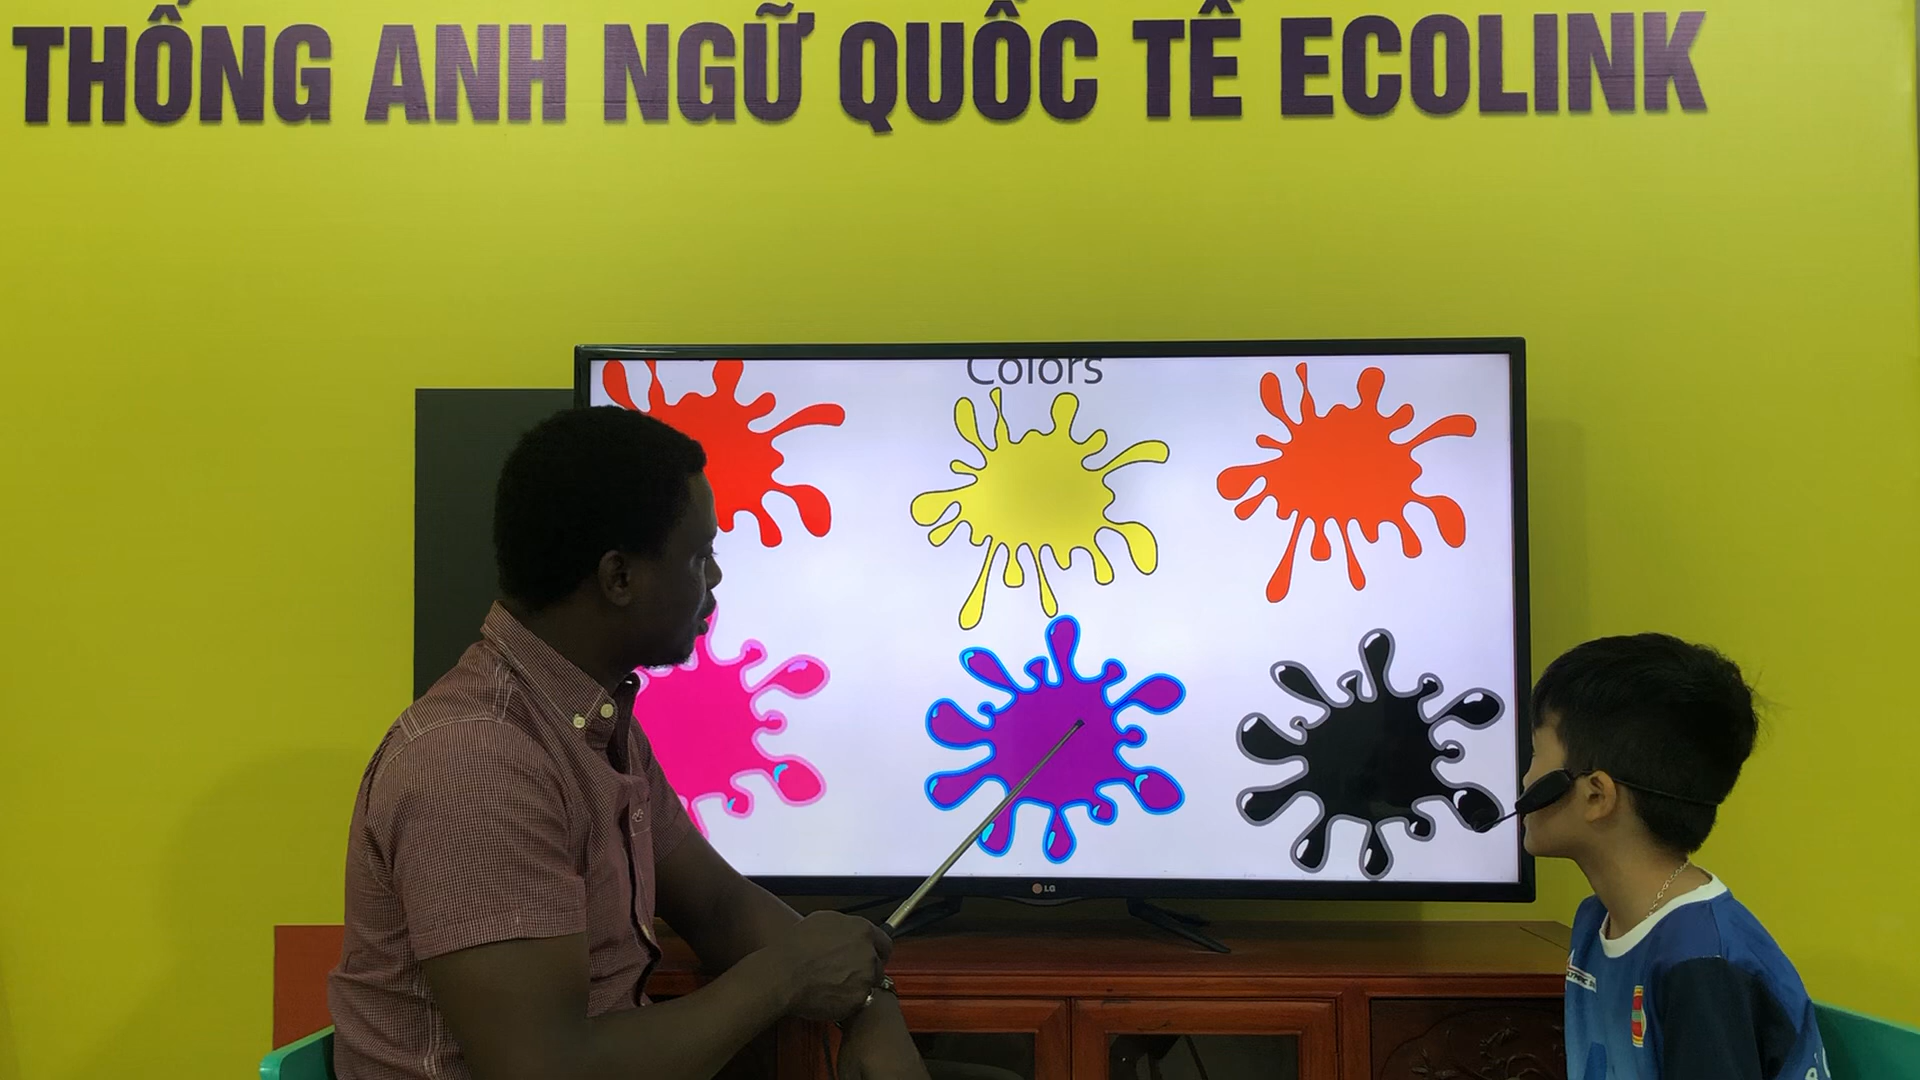 THỐNG ANH NGỮ QUỐC TẾ ECOLINK
Colors
LG